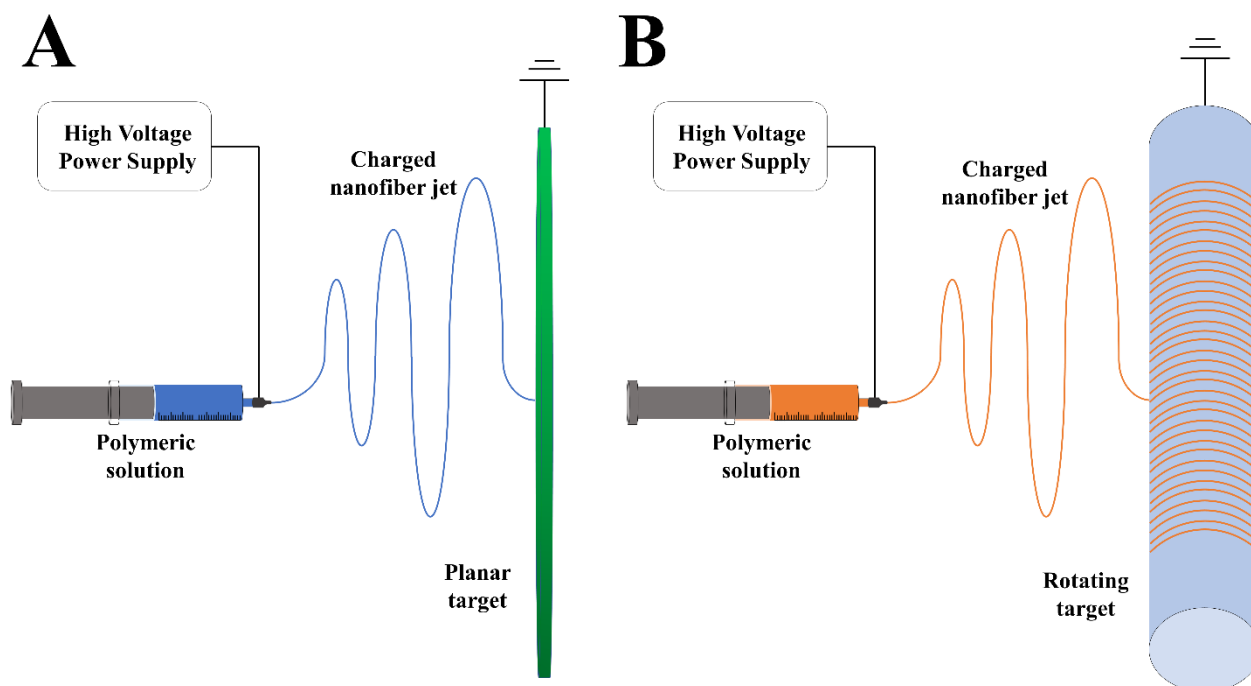 A
High Voltage
Power Supply
Charged
nanofiber jet
Polymeric
solution
Planar
target
B
High Voltage
Power Supply
Charged
nanofiber jet
Polymeric
solution
Rotating
target